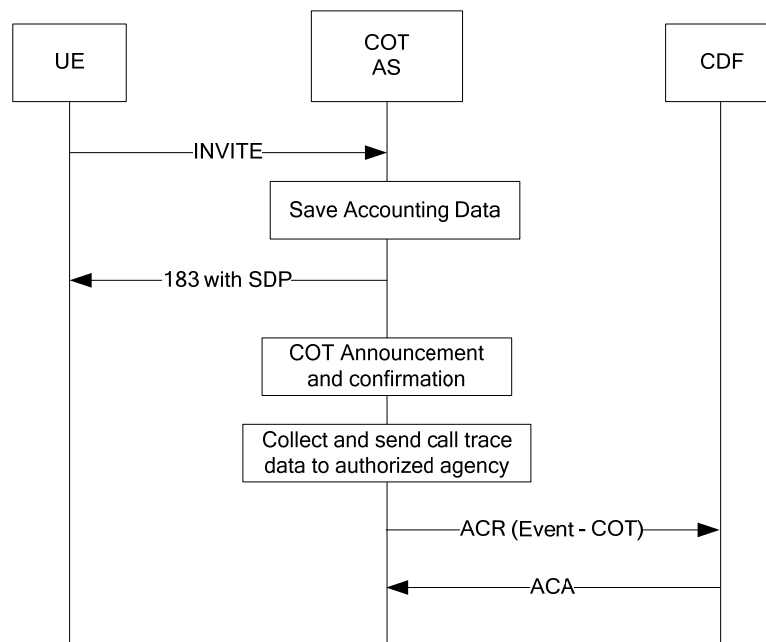 UE
COT
AS
CDF
INVITE
Save Accounting Data
183 with SDP
COT Announcement
and confirmation
Collect and send call trace
data to authorized agency
ACR (Event - COT)
ACA